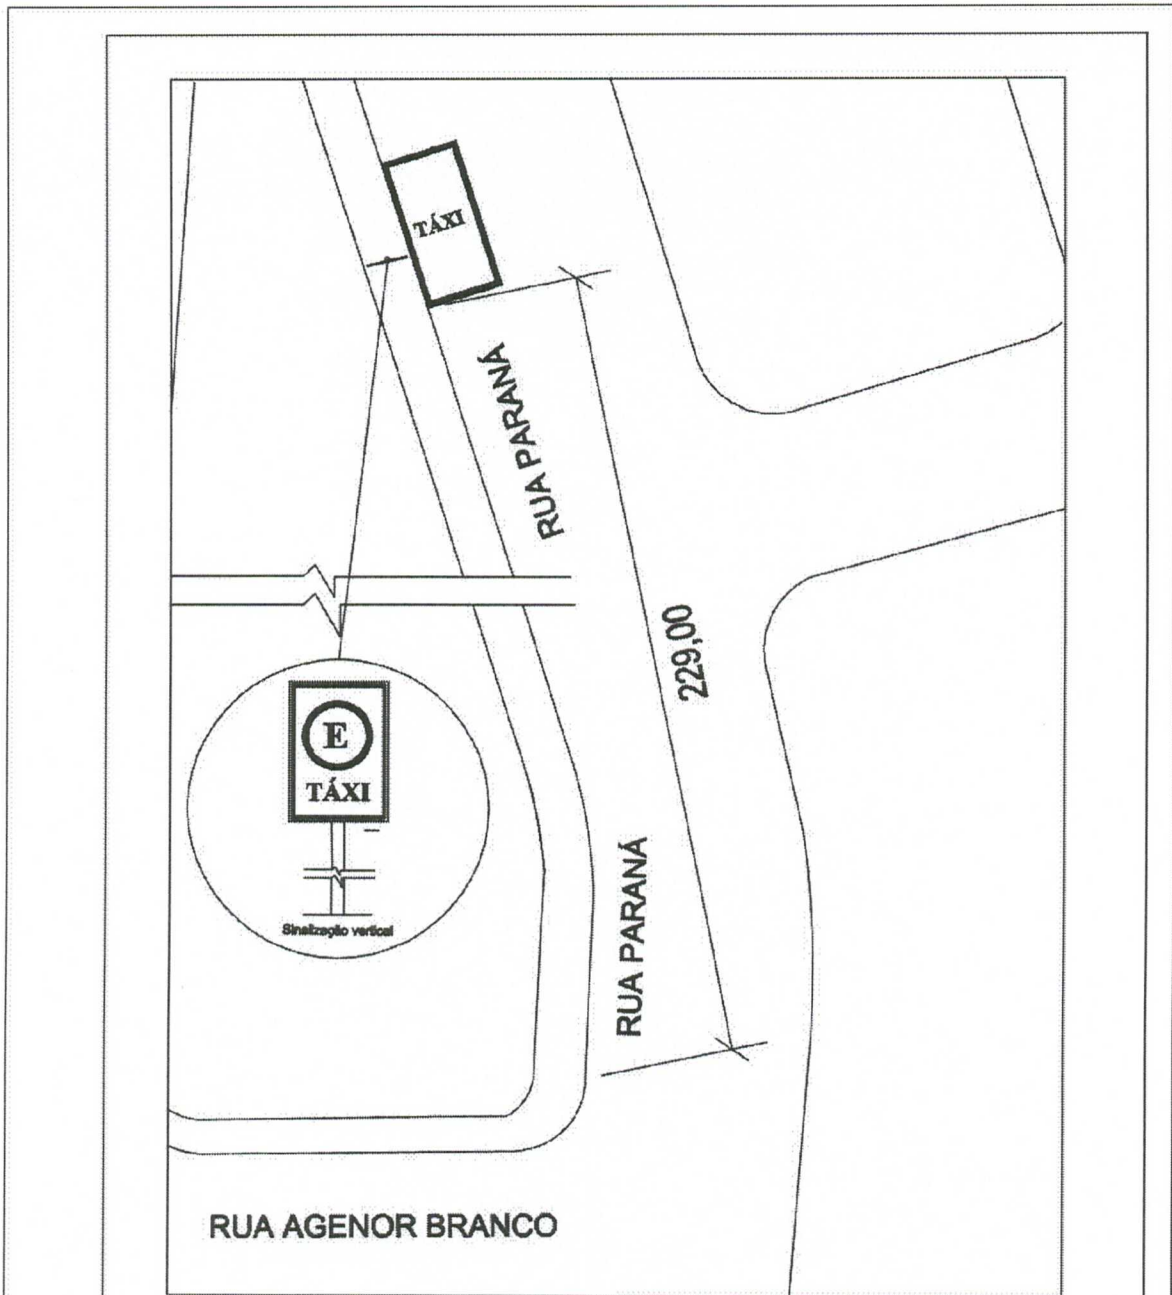 TÁXI
RUA PARANÁ
229,00
E
TÁXI
Sinalização vertical
RUA PARANÁ
RUA AGENOR BRANCO